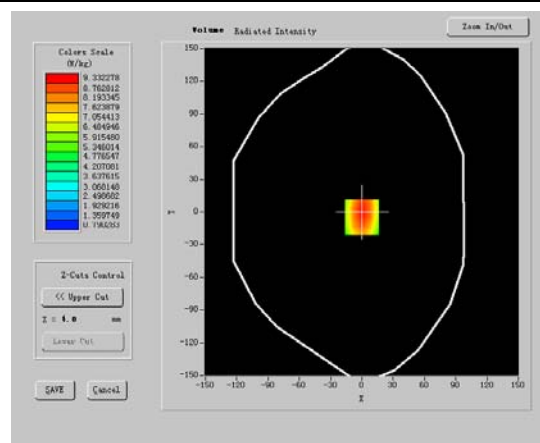 Volume Radiated Intensity
Zoom In/Out
Colors Scale
(W/kg)
9.332278
8.762812
8.193345
7.623879
7.054413
6.484946
5.915480
5.346014
4.776547
4.207081
3.637615
3.068148
2.498682
1.929216
1.359749
0.790283
Z-Cuts Control
<< Upper Cut
Z = 4.0 mm
Lower Cut
SAVE Cancel
150-
120-
90-
60-
30-
Y 0-
-30-
-60-
-90-
-120-
-150-
-150 -120 -90 -60 -30 0 30 60 90 120 150
X